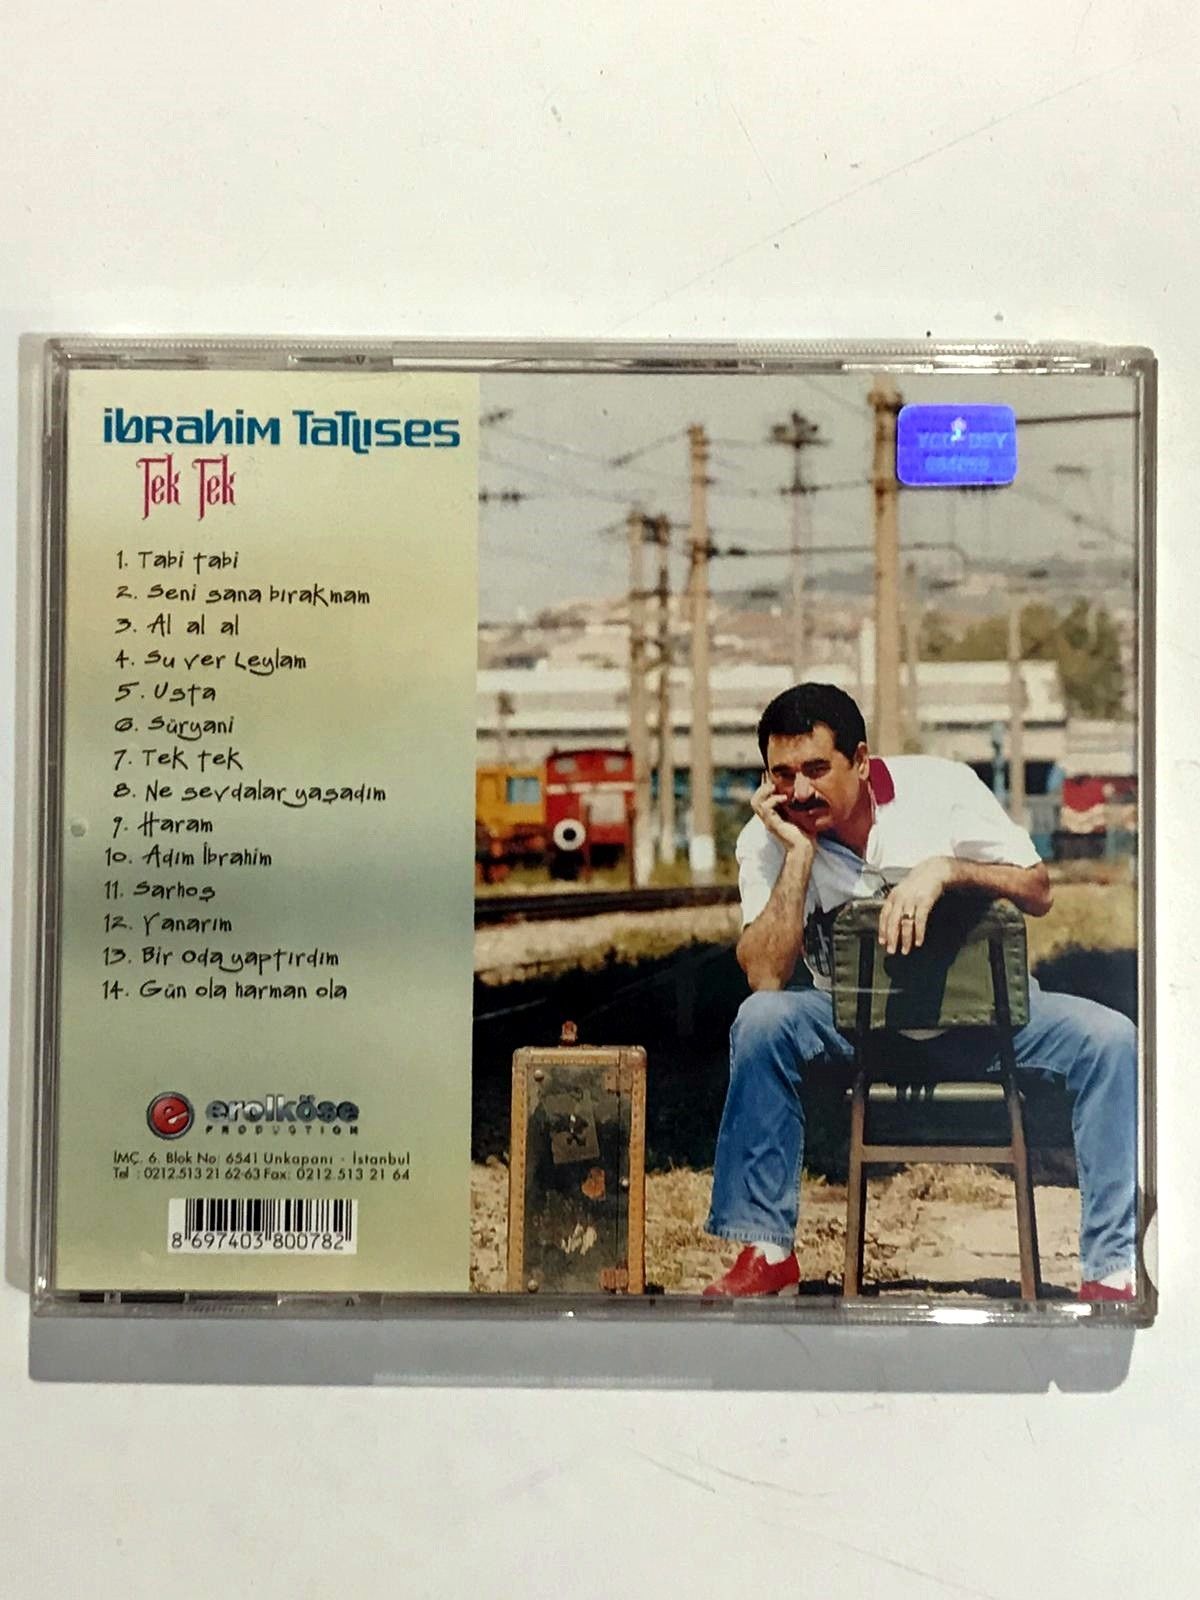 ibrahim Tatlıses
Tek Tek
1. Tabi tabi
2. Seni sana bırakmam
3. Al al al
4. Su ver Leylam
5. Usta
6. Süryani
7. Tek tek
8. Ne sevdalar yaşadım
9. Haram
10. Adım İbrahim
11. Sarhoş
12. Yanarım
13. Bir oda yaptırdım
14. Gün ola harman ola
e erolköse
PRODUCTION
İMÇ. 6. Blok No: 6541 Unkapanı - İstanbul
Tel : 0212.513 21 62-63 Fax: 0212.513 21 64
8 697403 800782